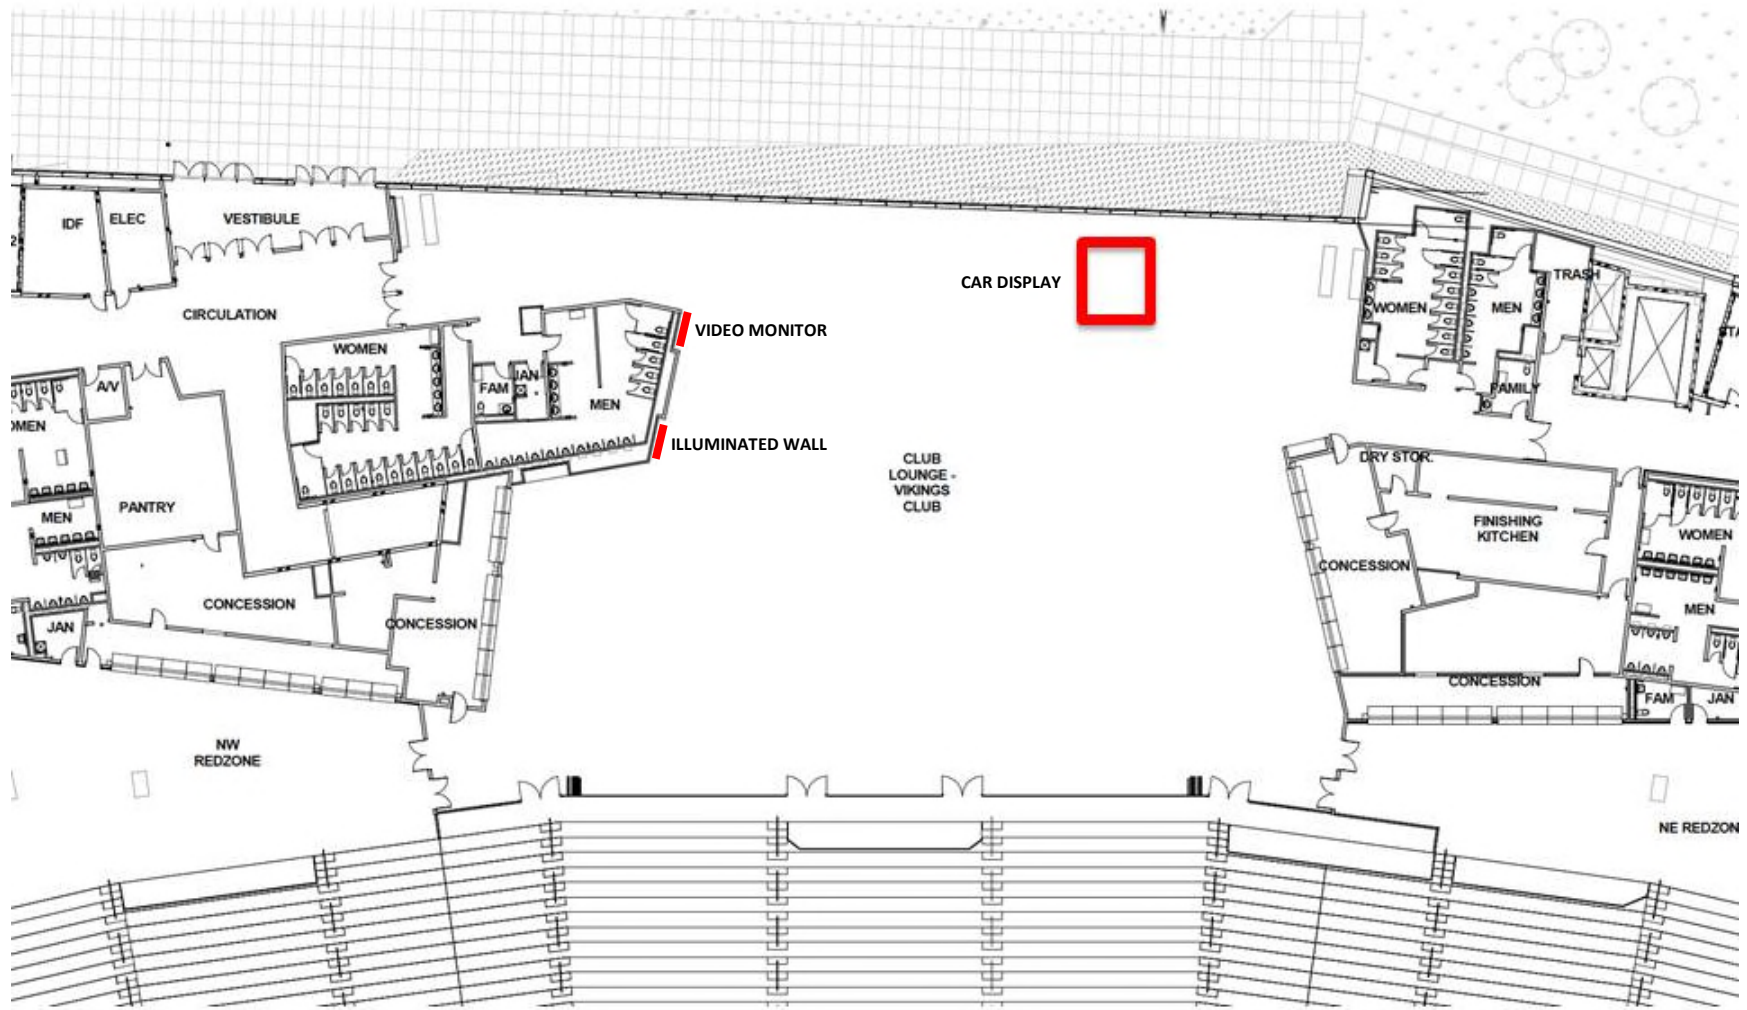 IDF
ELEC
VESTIBULE
CIRCULATION
CAR DISPLAY
VIDEO MONITOR
WOMEN
A/V
FAM
JAN
MEN
ILLUMINATED WALL
PANTRY
MEN
CONCESSION
CONCESSION
JAN
NW
REDZONE
CLUB
LOUNGE -
VIKINGS
CLUB
WOMEN
MEN
TRASH
FAMILY
DRY STOR.
FINISHING
KITCHEN
CONCESSION
WOMEN
MEN
CONCESSION
FAM
JAN
NE REDZON